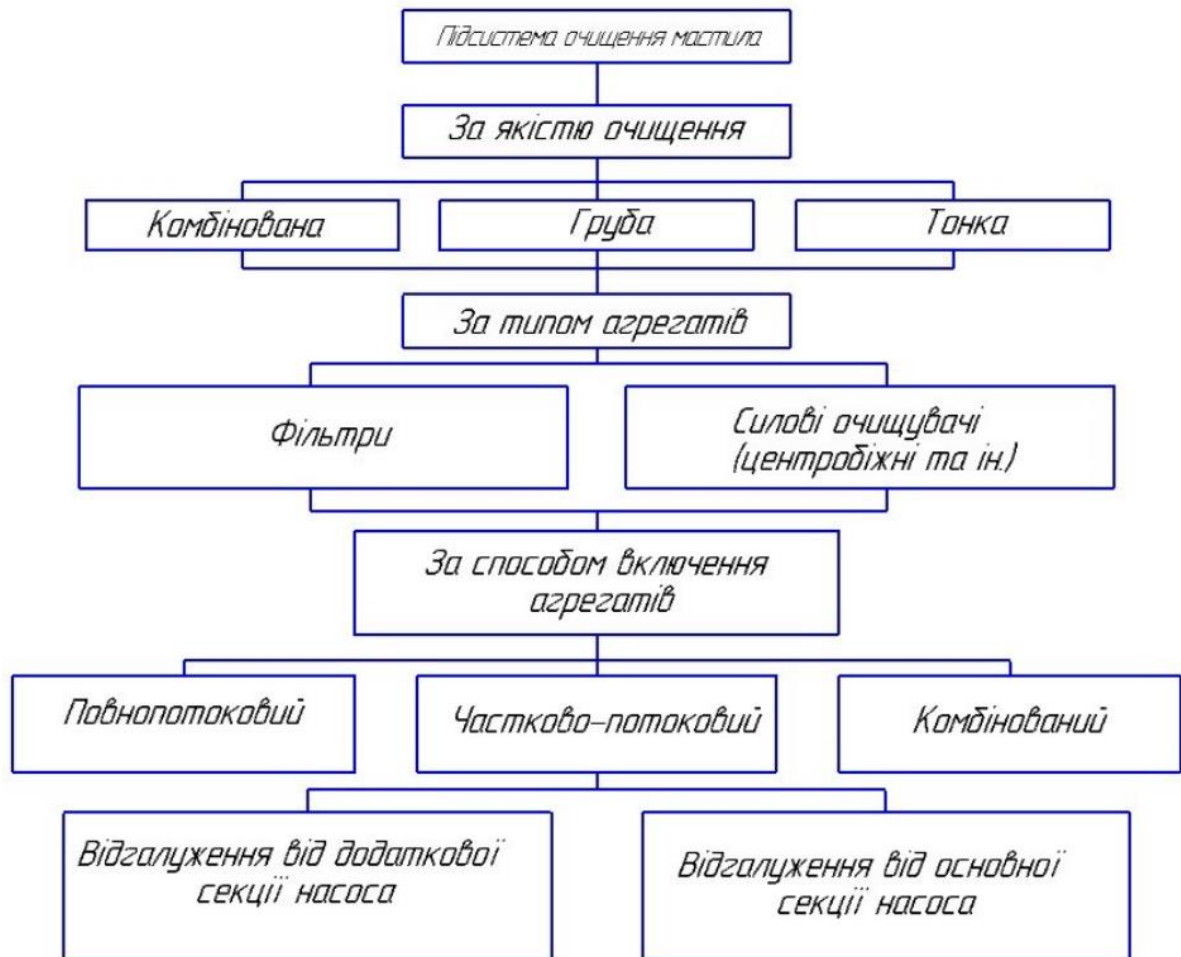 Підсистема очищення мастила
За якістю очищення
Комбінована
Груба
Тонка
За типом агрегатів
Фільтри
Силові очищувачі
(центробіжні та ін.)
За способом включення
агрегатів
Повнопотоковий
Частково-потоковий
Комбінований
Відгалуження від додаткової
секції насоса
Відгалуження від основної
секції насоса